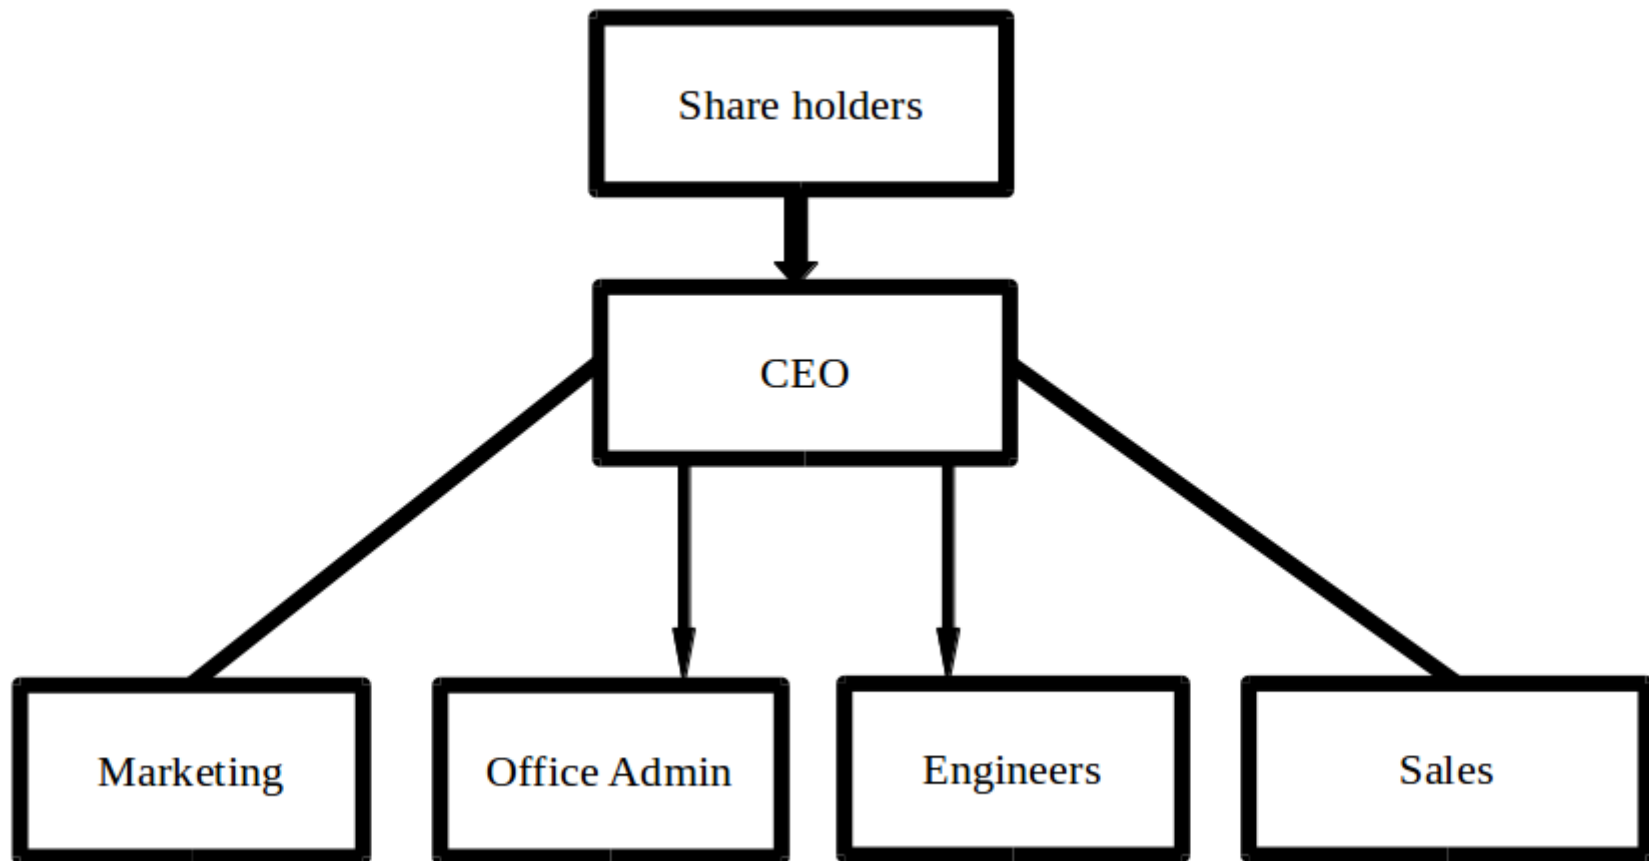 Share holders
CEO
Marketing
Office Admin
Engineers
Sales